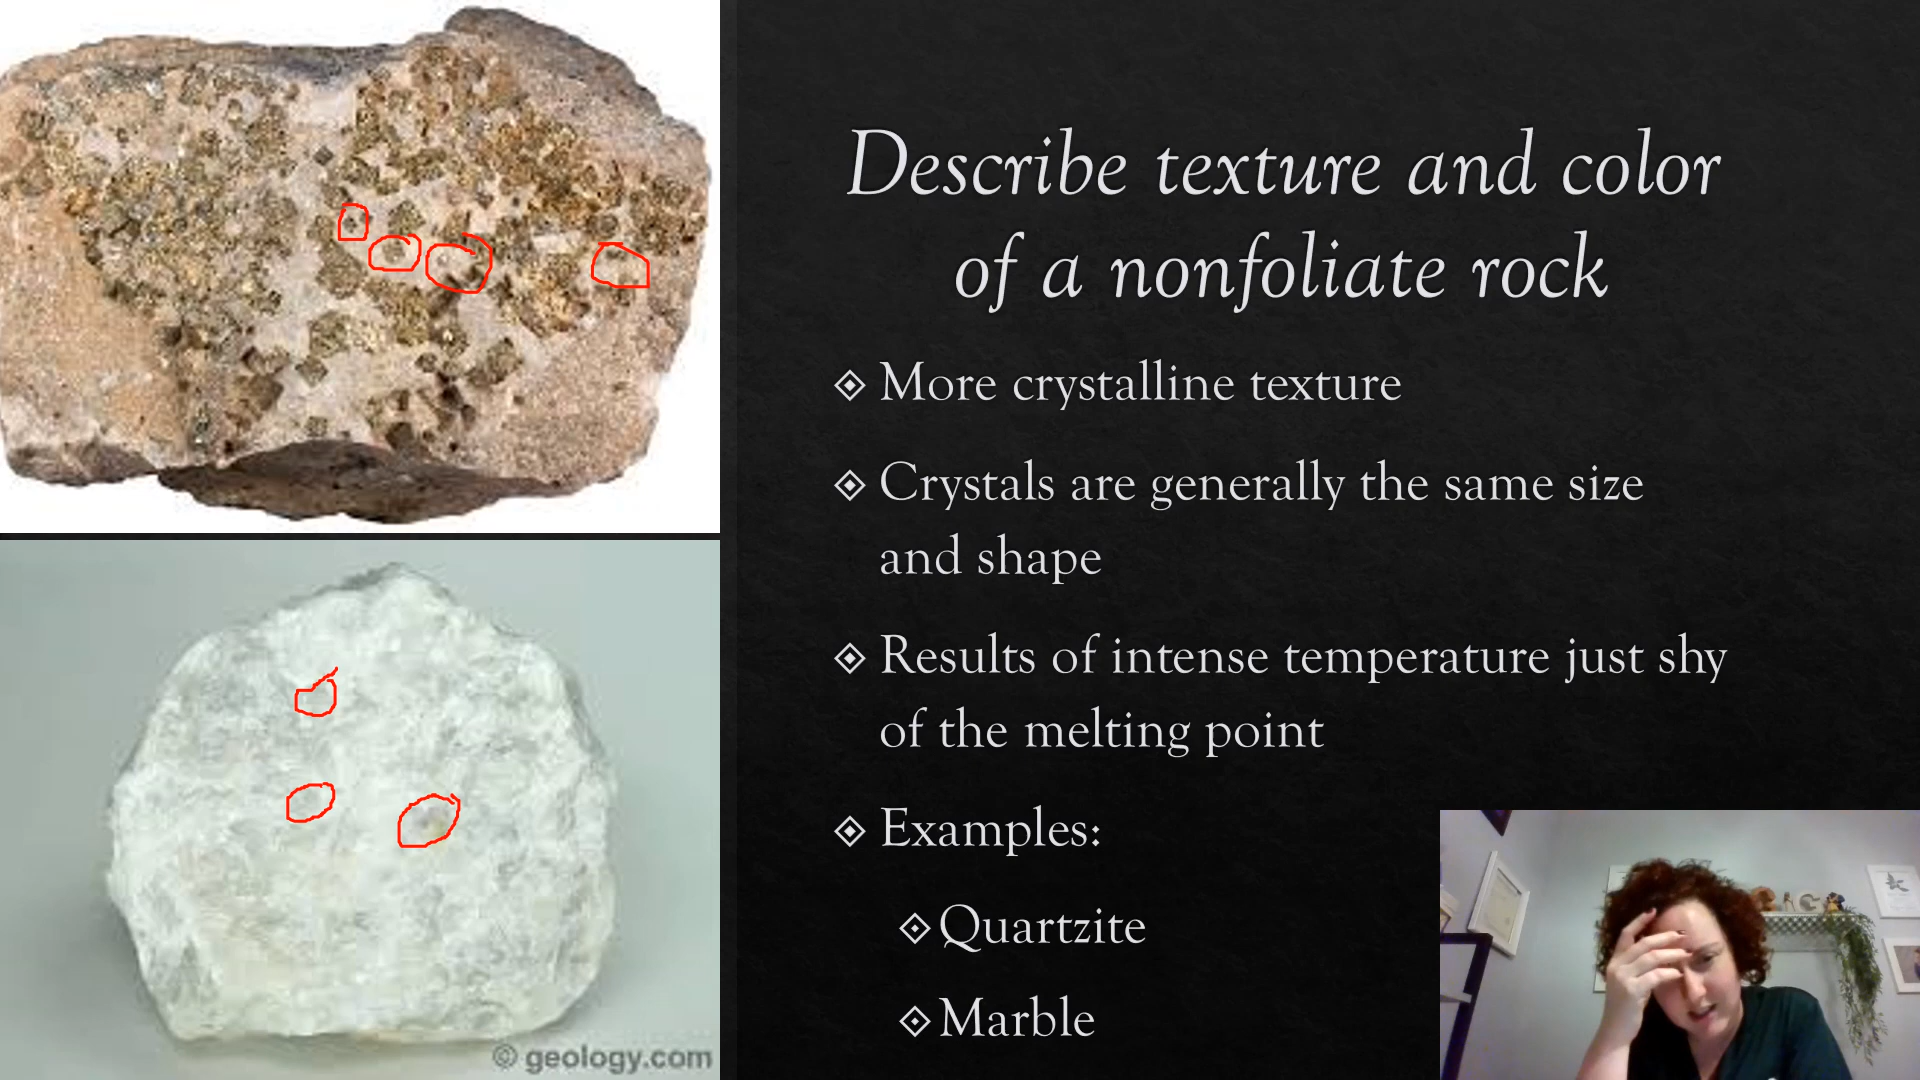 Describe texture and color
of a nonfoliate rock
More crystalline texture
Crystals are generally the same size
and shape
Results of intense temperature just shy
of the melting point
Examples:
Quartzite
Marble
© geology.com